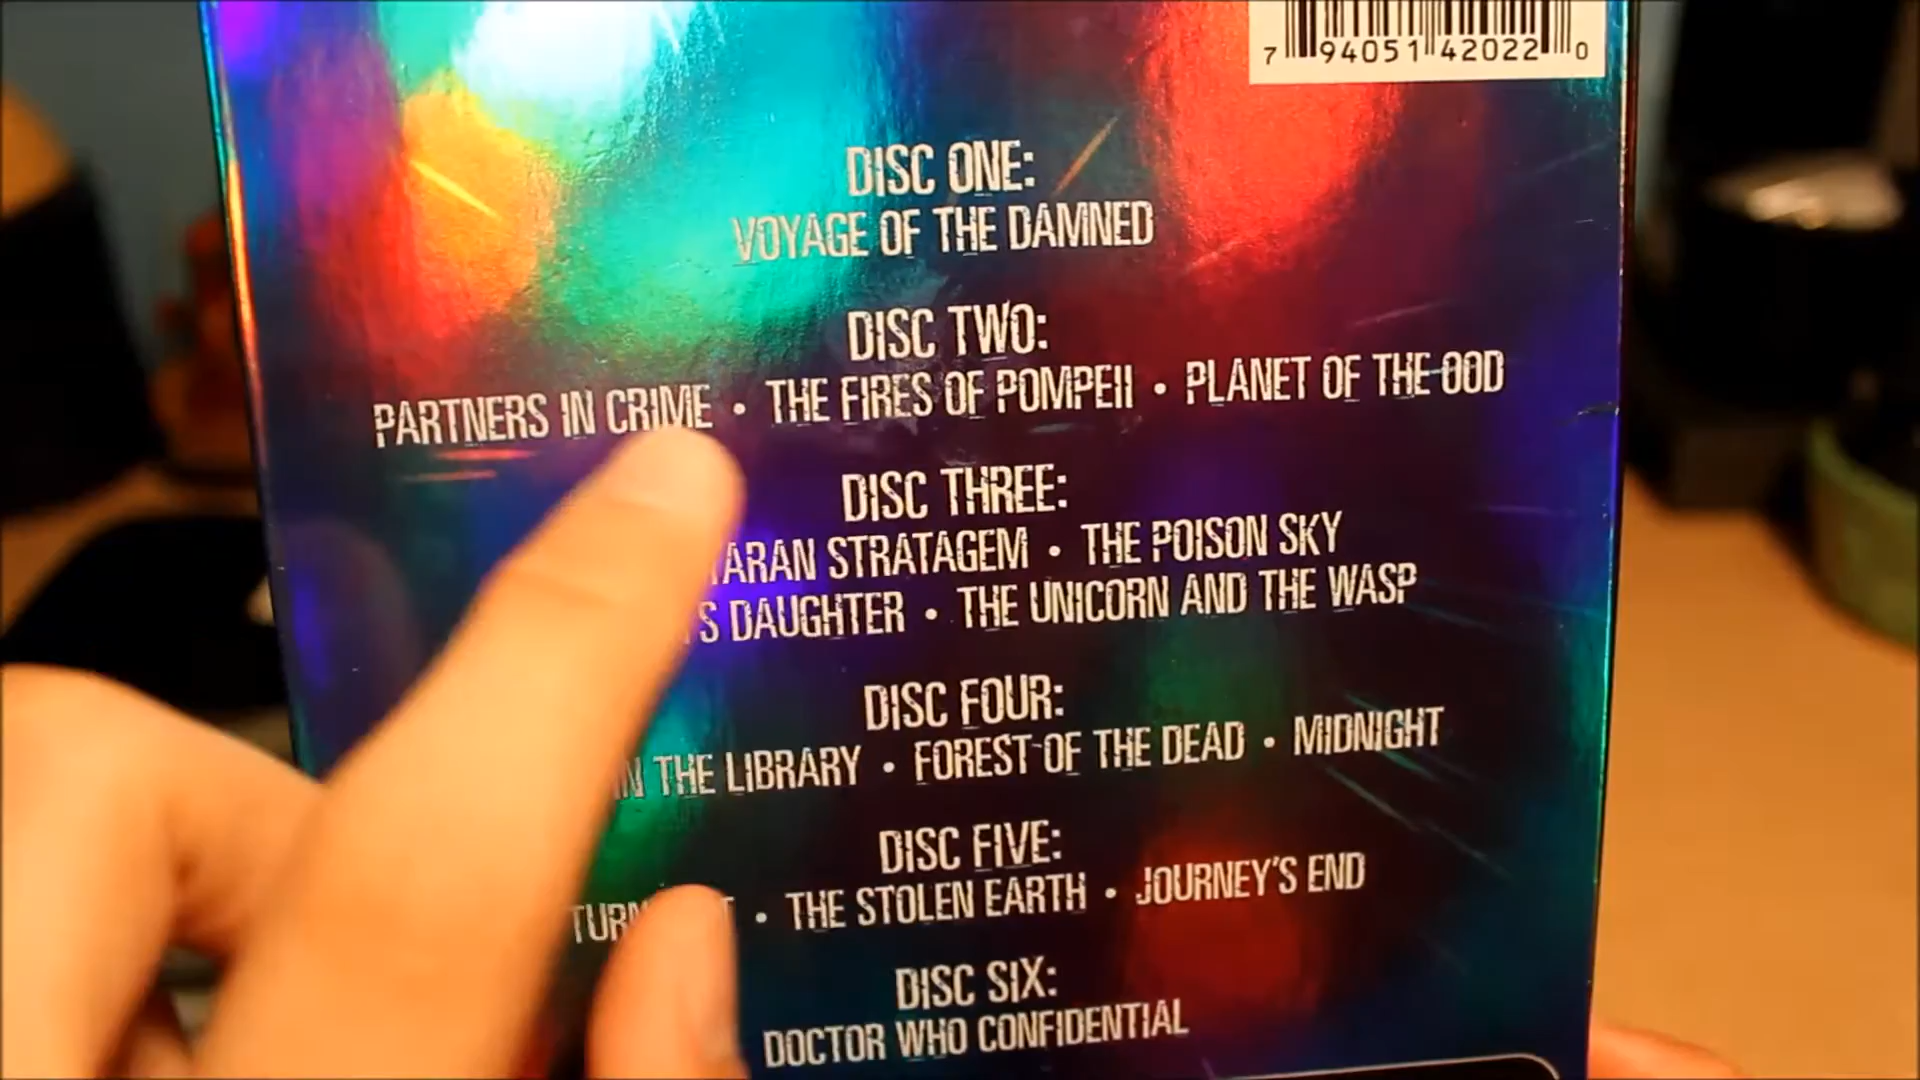 7 94051 42022 0
DISC ONE:
VOYAGE OF THE DAMNED
DISC TWO:
PARTNERS IN CRIME • THE FIRES OF POMPEII • PLANET OF THE OOD
DISC THREE:
STRATAGEM • THE POISON SKY
DAUGHTER • THE UNICORN AND THE WASP
DISC FOUR:
IN THE LIBRARY • FOREST OF THE DEAD • MIDNIGHT
DISC FIVE:
TURN • THE STOLEN EARTH • JOURNEY'S END
DISC SIX:
DOCTOR WHO CONFIDENTIAL